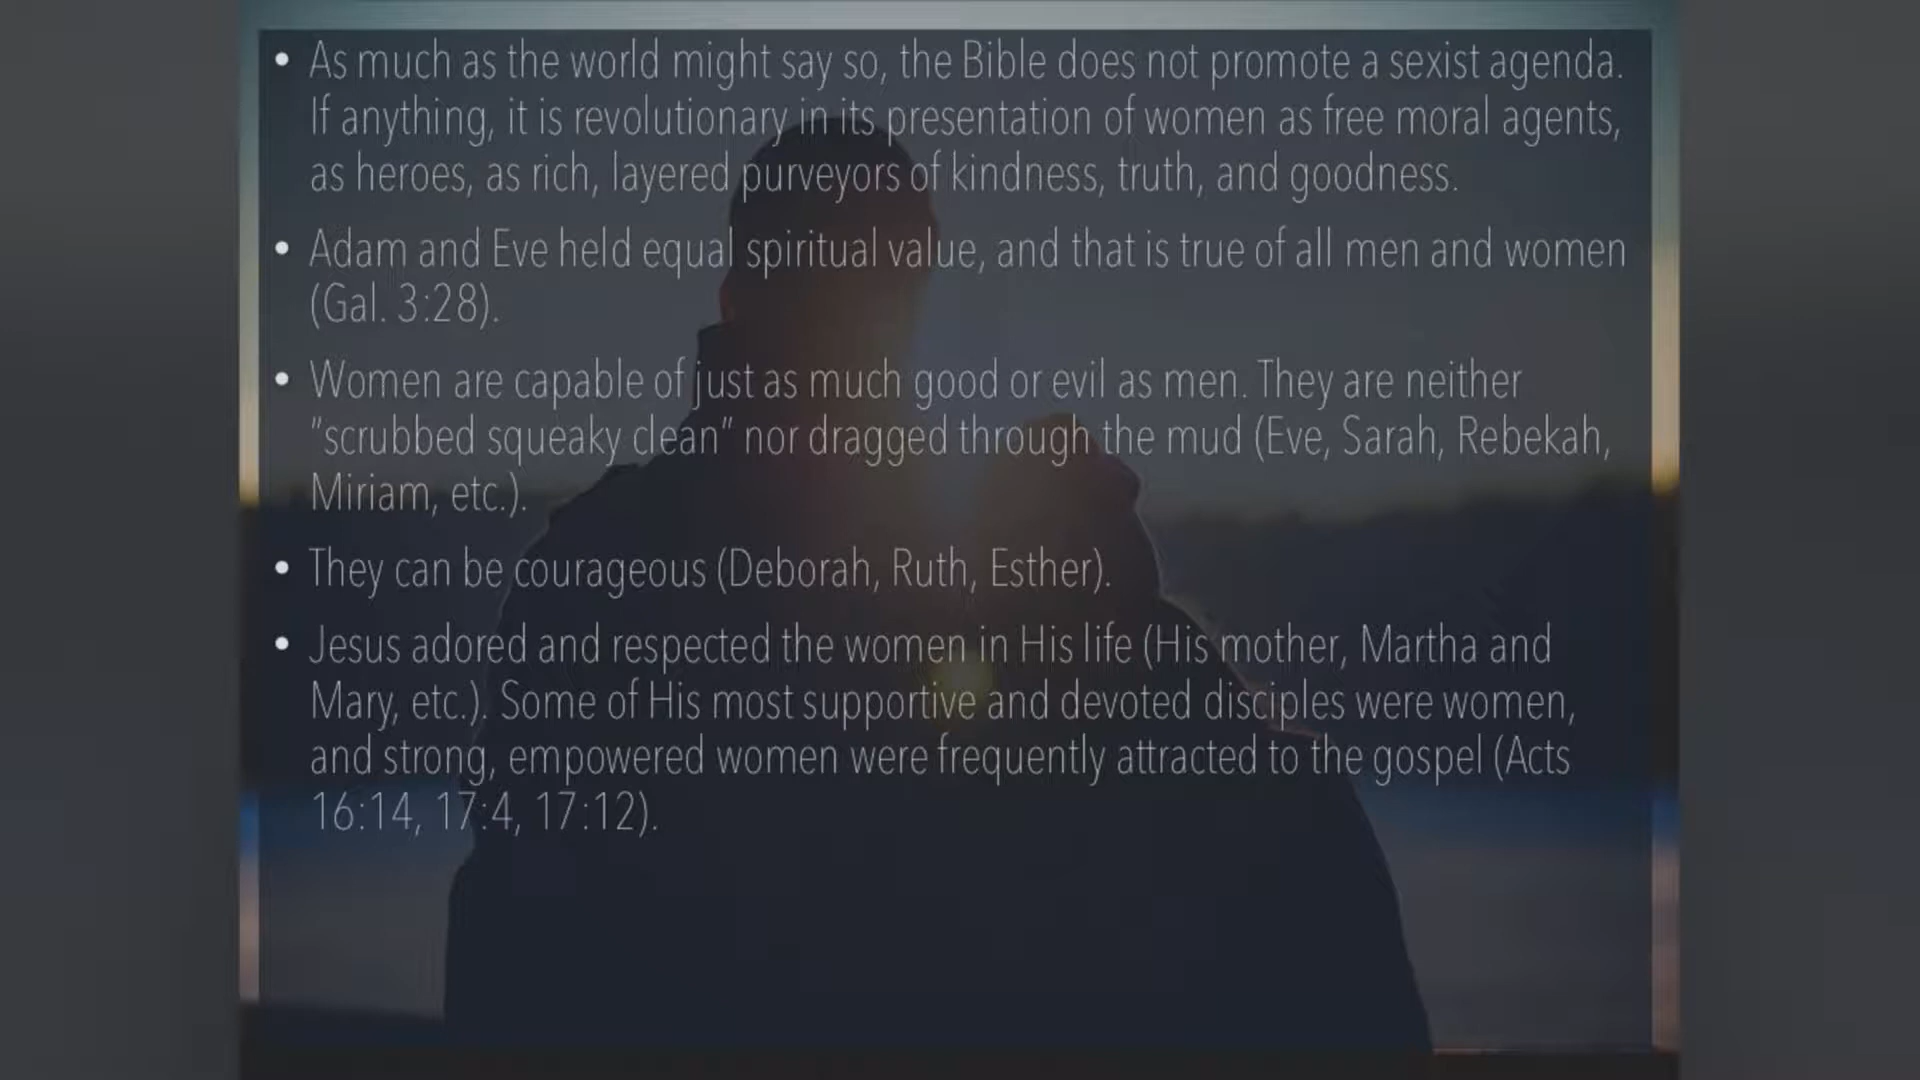 • As much as the world might say so, the Bible does not promote a sexist agenda.
If anything, it is revolutionary in its presentation of women as free moral agents,
as heroes, as rich, layered purveyors of kindness, truth, and goodness.
• Adam and Eve held equal spiritual value, and that is true of all men and women
(Gal. 3:28).
• Women are capable of just as much good or evil as men. They are neither
"scrubbed squeaky clean" nor dragged through the mud (Eve, Sarah, Rebekah,
Miriam, etc.).
• They can be courageous (Deborah, Ruth, Esther).
• Jesus adored and respected the women in His life (His mother, Martha and
Mary, etc.). Some of His most supportive and devoted disciples were women,
and strong, empowered women were frequently attracted to the gospel (Acts
16:14, 17:4, 17:12).